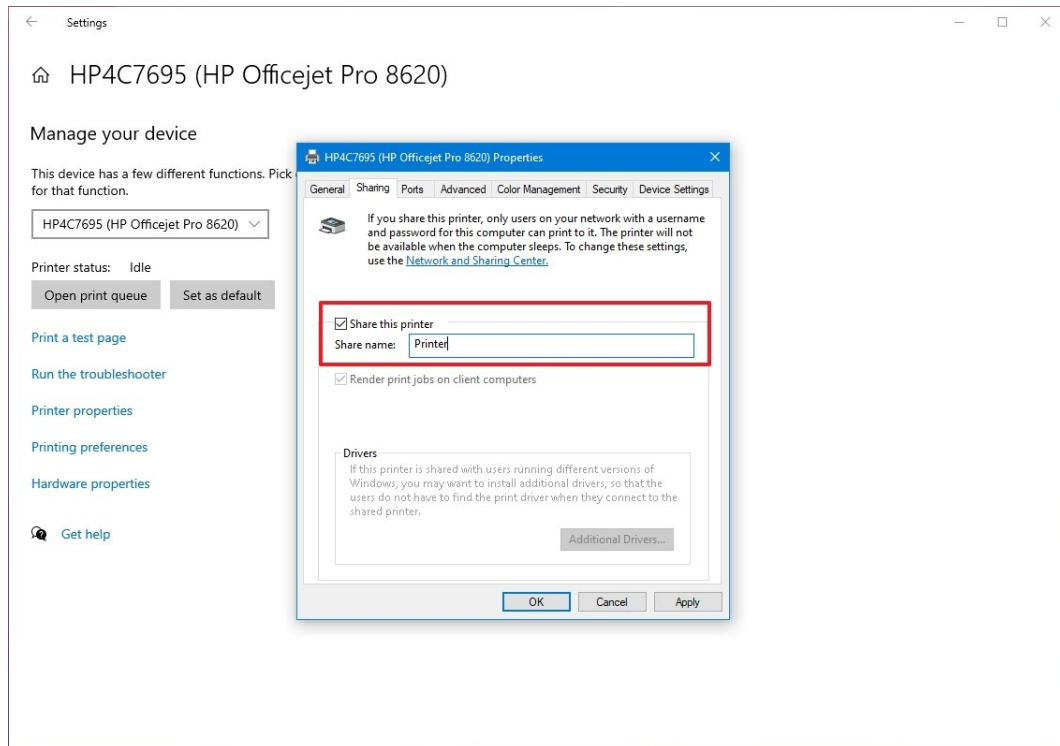 Settings
HP4C7695 (HP Officejet Pro 8620)
Manage your device
This device has a few different functions. Pick
for that function.
HP4C7695 (HP Officejet Pro 8620)
Printer status: Idle
Open print queue Set as default
Print a test page
Run the troubleshooter
Printer properties
Printing preferences
Hardware properties
Get help
HP4C7695 (HP Officejet Pro 8620) Properties
General Sharing Ports Advanced Color Management Security Device Settings
If you share this printer, only users on your network with a username
and password for this computer can print to it. The printer will not
be available when the computer sleeps. To change these settings,
use the Network and Sharing Center.
Share this printer
Share name: Printer
Render print jobs on client computers
Drivers
If this printer is shared with users running different versions of
Windows, you may want to install additional drivers, so that the
users do not have to find the print driver when they connect to the
shared printer.
Additional Drivers...
OK Cancel Apply